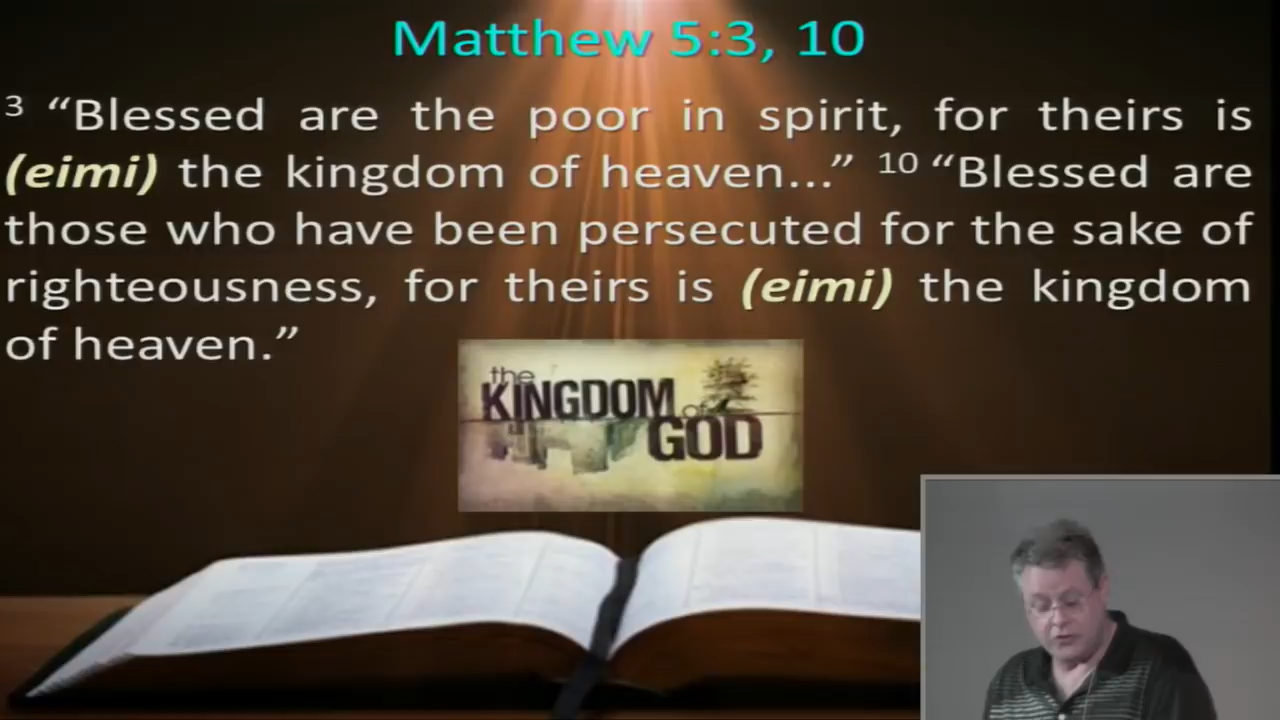 Matthew 5:3, 10
3 “Blessed are the poor in spirit, for theirs is
(eimi) the kingdom of heaven...” 10 “Blessed are
those who have been persecuted for the sake of
righteousness, for theirs is (eimi) the kingdom
of heaven.”
the
KINGDOM of
GOD